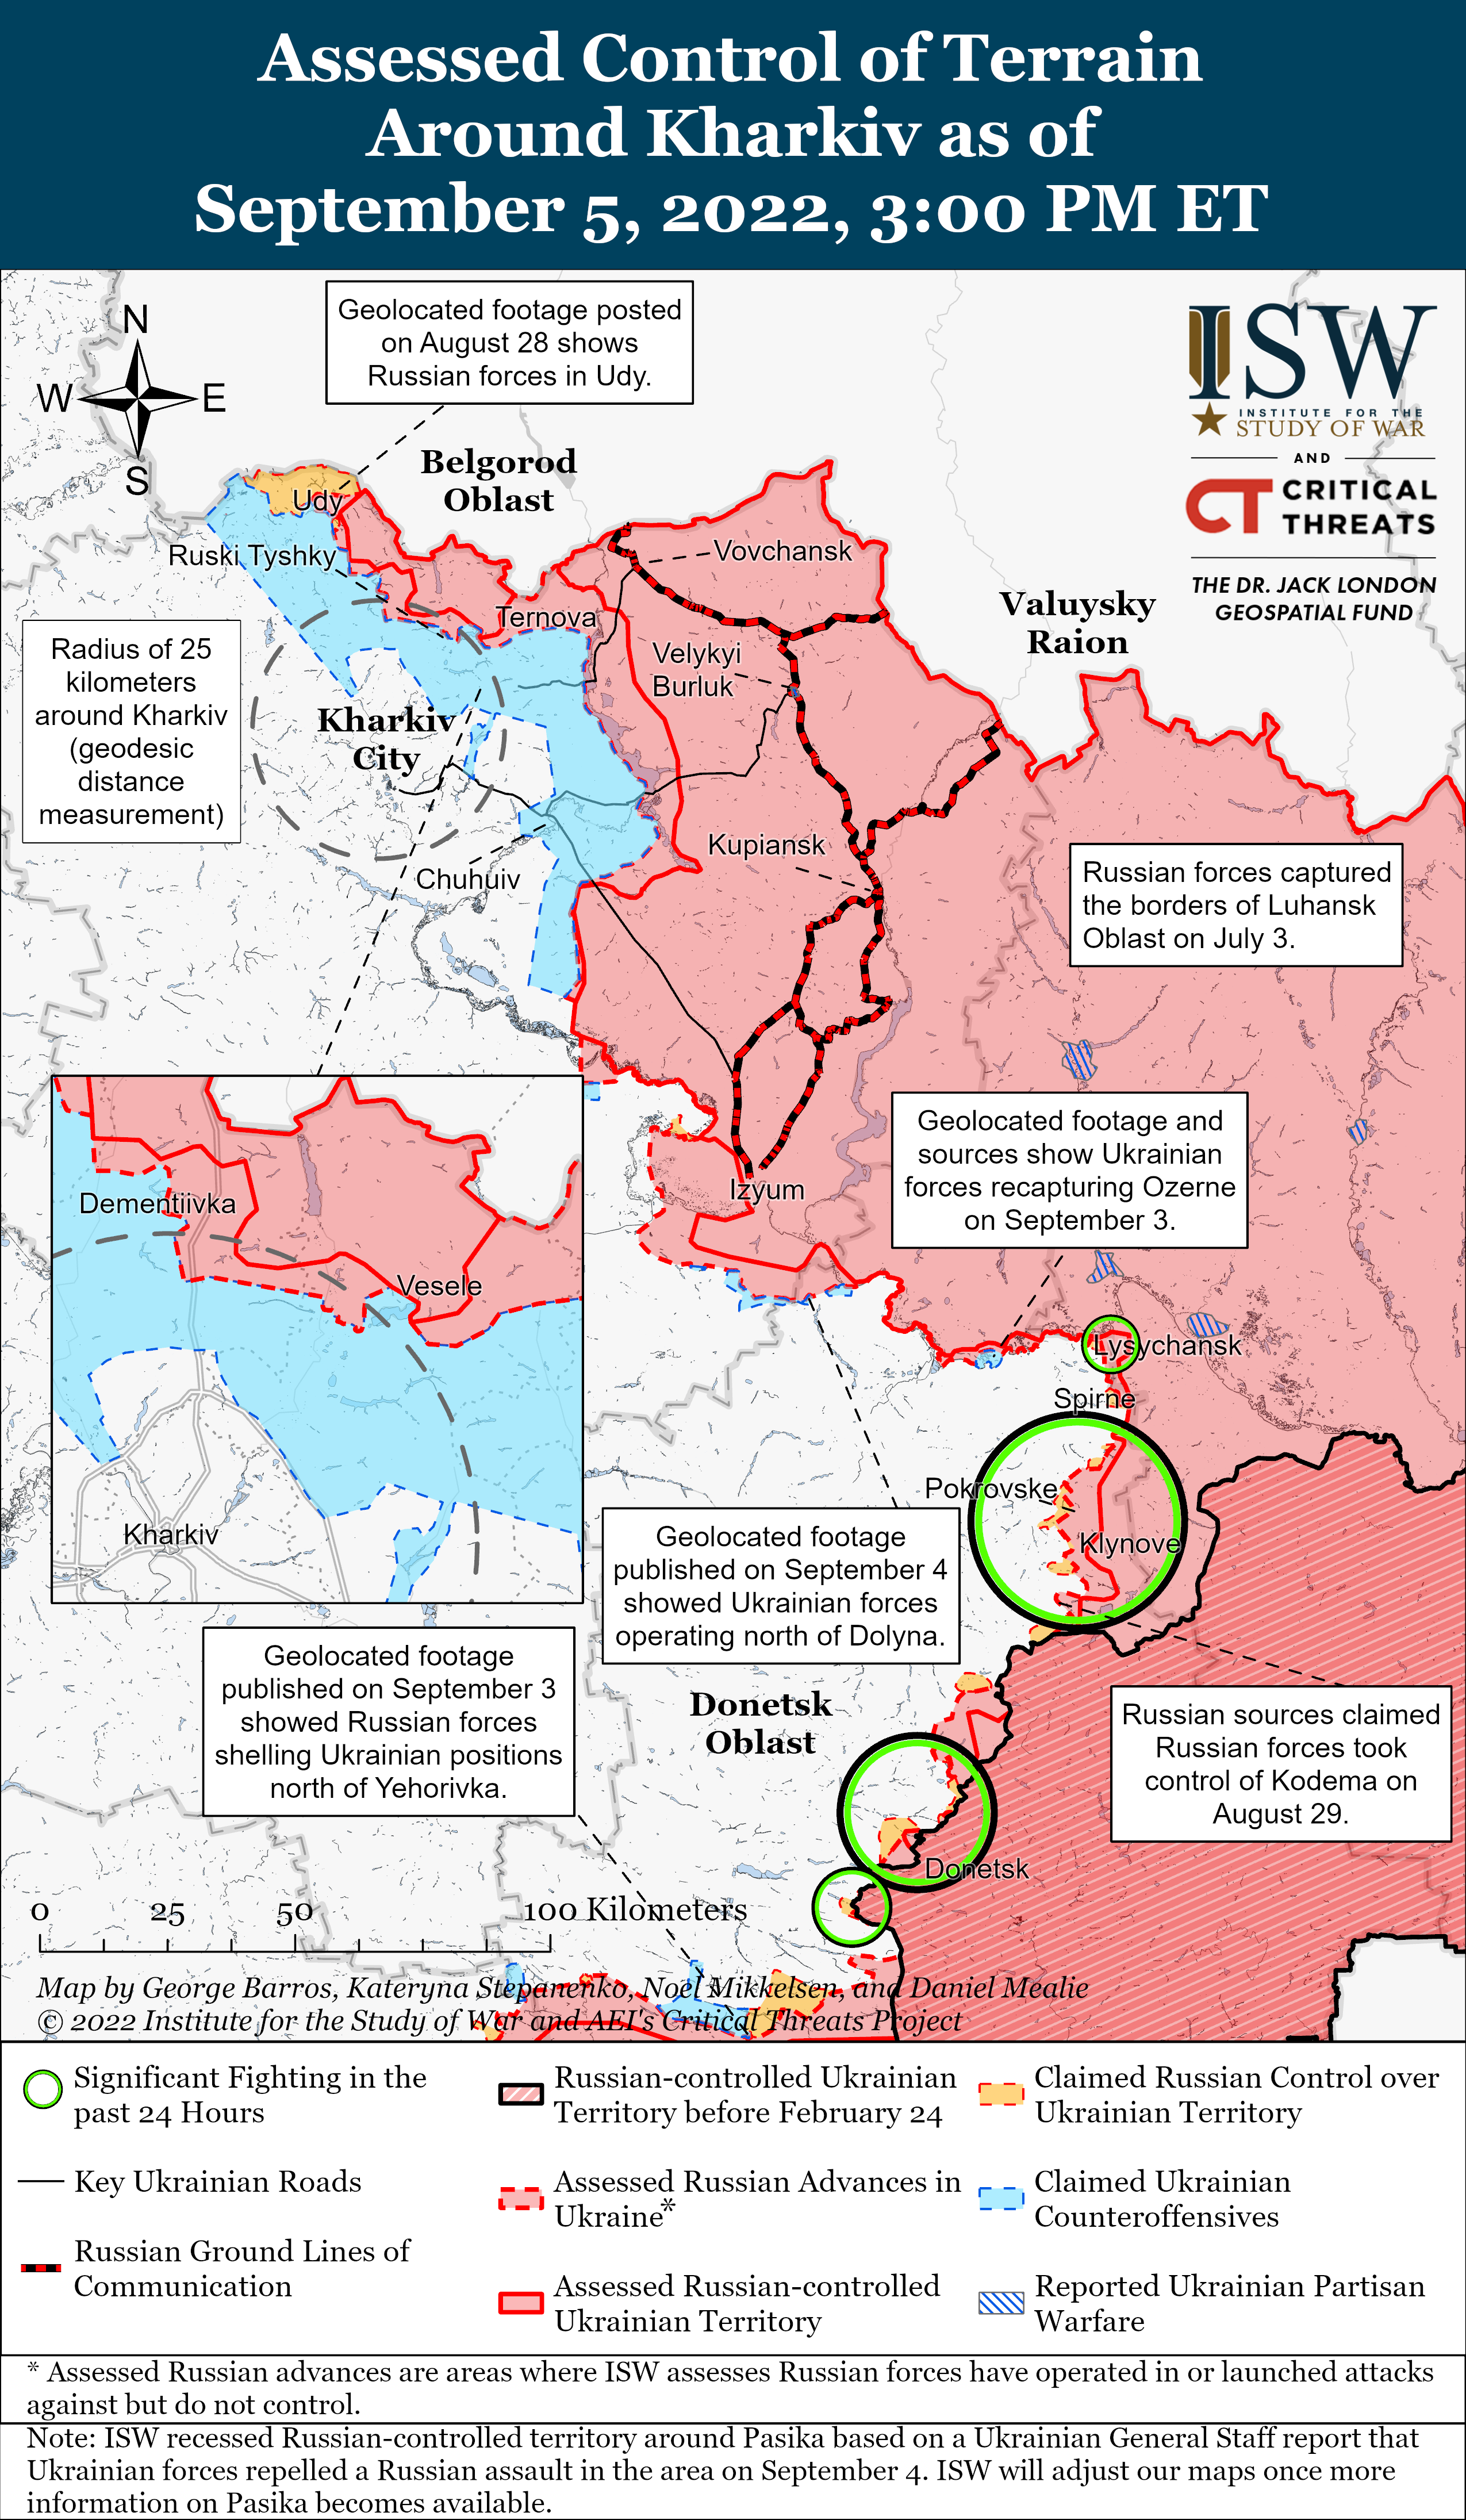 Assessed Control of Terrain
Around Kharkiv as of
September 5, 2022, 3:00 PM ET
N
W
E
S
Geolocated footage posted
on August 28 shows
Russian forces in Udy.
ISW
INSTITUTE FOR THE
STUDY OF WAR
AND
CT CRITICAL
THREATS
THE DR. JACK LONDON
GEOSPATIAL FUND
Belgorod
Oblast
Udy
Ruski Tyshky
Vovchansk
Valuysky
Raion
Ternova
Radius of 25
kilometers
around Kharkiv
(geodesic
distance
measurement)
Velykyi
Burluk
Kharkiv
City
Kupiansk
Chuhuiv
Russian forces captured
the borders of Luhansk
Oblast on July 3.
Geolocated footage and
sources show Ukrainian
forces recapturing Ozerne
on September 3.
Izyum
Dementiivka
Vesele
Kharkiv
Lysychansk
Spirne
Pokrovske
Klynove
Geolocated footage
published on September 4
showed Ukrainian forces
operating north of Dolyna.
Geolocated footage
published on September 3
showed Russian forces
shelling Ukrainian positions
north of Yehorivka.
Donetsk
Oblast
Russian sources claimed
Russian forces took
control of Kodema on
August 29.
Donetsk
0 25 50 100 Kilometers
Map by George Barros, Kateryna Stepanenko, Noel Mikkelsen, and Daniel Mealie
© 2022 Institute for the Study of War and AEI's Critical Threats Project
Significant Fighting in the
past 24 Hours
Key Ukrainian Roads
Russian Ground Lines of
Communication
Russian-controlled Ukrainian
Territory before February 24
Assessed Russian Advances in
Ukraine*
Assessed Russian-controlled
Ukrainian Territory
Claimed Russian Control over
Ukrainian Territory
Claimed Ukrainian
Counteroffensives
Reported Ukrainian Partisan
Warfare
* Assessed Russian advances are areas where ISW assesses Russian forces have operated in or launched attacks
against but do not control.
Note: ISW recessed Russian-controlled territory around Pasika based on a Ukrainian General Staff report that
Ukrainian forces repelled a Russian assault in the area on September 4. ISW will adjust our maps once more
information on Pasika becomes available.